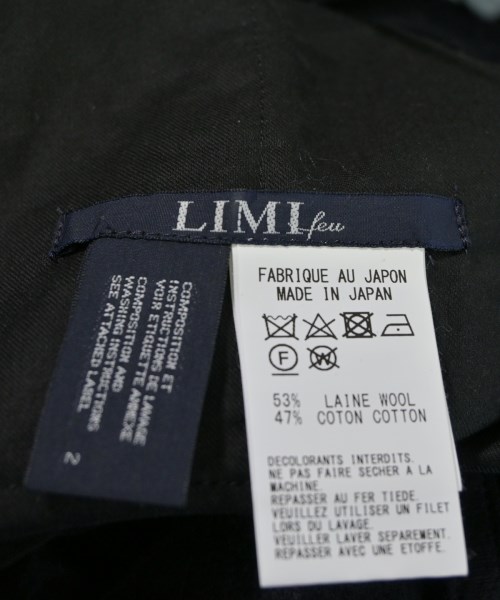 LIMI feu
COMPOSITION ET
INSTRUCTIONS DE LAVAGE
VOIR ETIQUETTE ANNEXE
COMPOSITION AND
WASHING INSTRUCTIONS
SEE ATTACHED LABEL
2
FABRIQUE AU JAPON
MADE IN JAPAN
F W
53% LAINE WOOL
47% COTON COTTON
DECOLORANTS INTERDITS.
NE PAS FAIRE SECHER A LA
MACHINE.
REPASSER AU FER TIEDE.
VEUILLEZ UTILISER UN FILET
LORS DU LAVAGE.
VEUILLER LAVER SEPAREMENT.
REPASSER AVEC UNE ETOFFE.